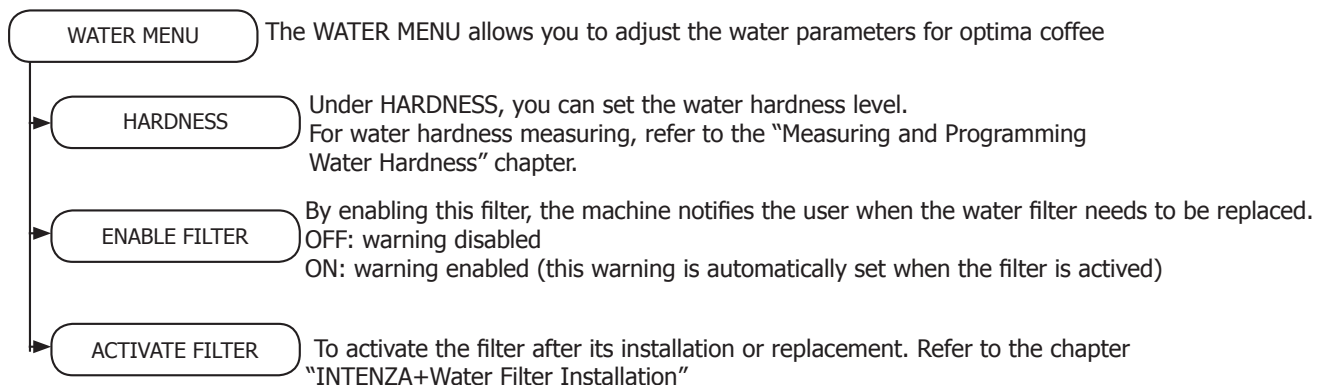 WATER MENU
The WATER MENU allows you to adjust the water parameters for optima coffee
HARDNESS
Under HARDNESS, you can set the water hardness level.
For water hardness measuring, refer to the “Measuring and Programming
Water Hardness” chapter.
ENABLE FILTER
By enabling this filter, the machine notifies the user when the water filter needs to be replaced.
OFF: warning disabled
ON: warning enabled (this warning is automatically set when the filter is actived)
ACTIVATE FILTER
To activate the filter after its installation or replacement. Refer to the chapter
“INTENZA+Water Filter Installation”